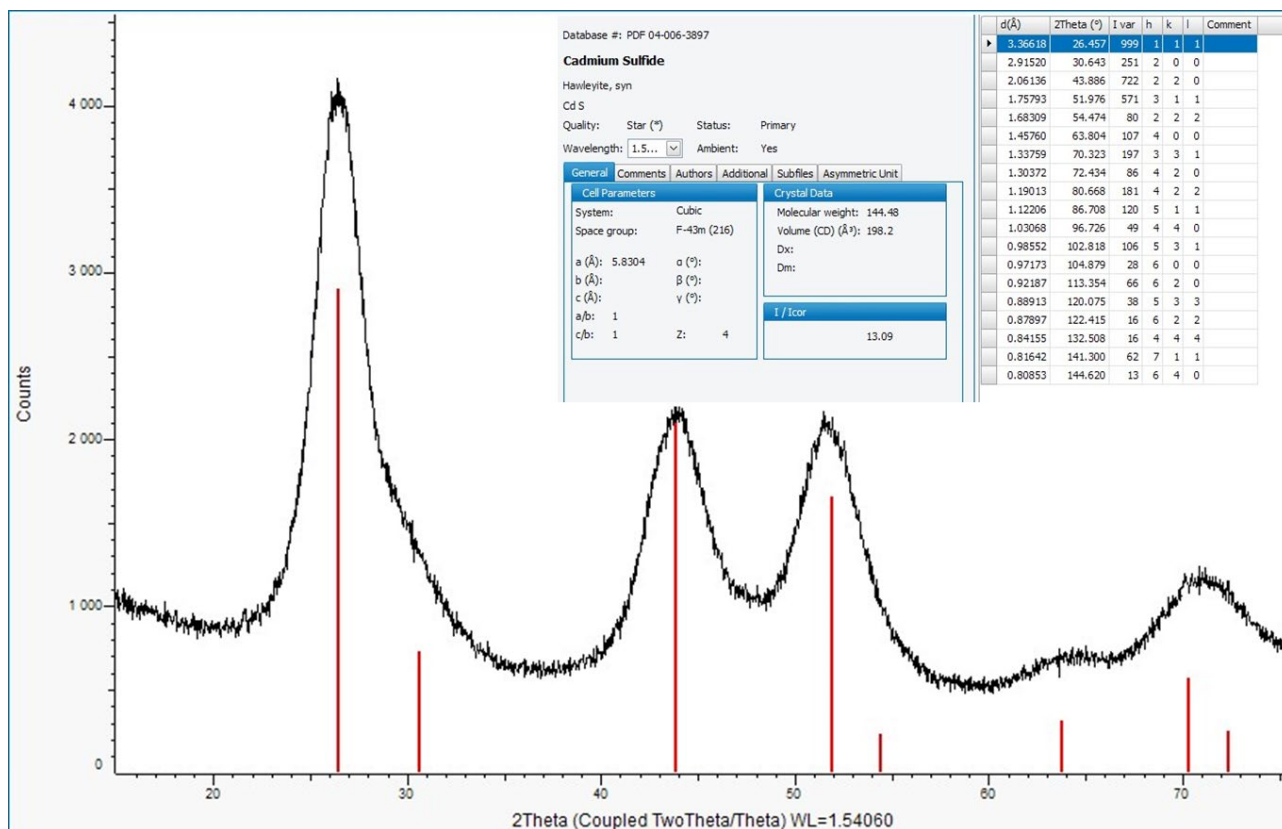 Database #: PDF 04-006-3897
Cadmium Sulfide
Hawleyite, syn
Cd S
Quality: Star (*) Status: Primary
Wavelength: 1.5... Ambient: Yes
General Comments Authors Additional Subfiles Asymmetric Unit
Cell Parameters
System: Cubic
Space group: F-43m (216)
a (Å): 5.8304 α (°):
b (Å): β (°):
c (Å): γ (°):
a/b: 1
c/b: 1 Z: 4
Crystal Data
Molecular weight: 144.48
Volume (CD) (Å³): 198.2
Dx:
Dm:
I / Icor
13.09
d(Å) 2Theta (°) I var h k l Comment
3.36618 26.457 999 1 1 1
2.91520 30.643 251 2 0 0
2.06136 43.886 722 2 2 0
1.75793 51.976 571 3 1 1
1.68309 54.474 80 2 2 2
1.45760 63.804 107 4 0 0
1.33759 70.323 197 3 3 1
1.30372 72.434 86 4 2 0
1.19013 80.668 181 4 2 2
1.12206 86.708 120 5 1 1
1.03068 96.726 49 4 4 0
0.98552 102.818 106 5 3 1
0.97173 104.879 28 6 0 0
0.92187 113.354 66 6 2 0
0.88913 120.075 38 5 3 3
0.87897 122.415 16 6 2 2
0.84155 132.508 16 4 4 4
0.81642 141.300 62 7 1 1
0.80853 144.620 13 6 4 0
Counts
4 000
3 000
2 000
1 000
0
20 30 40 50 60 70
2Theta (Coupled TwoTheta/Theta) WL=1.54060